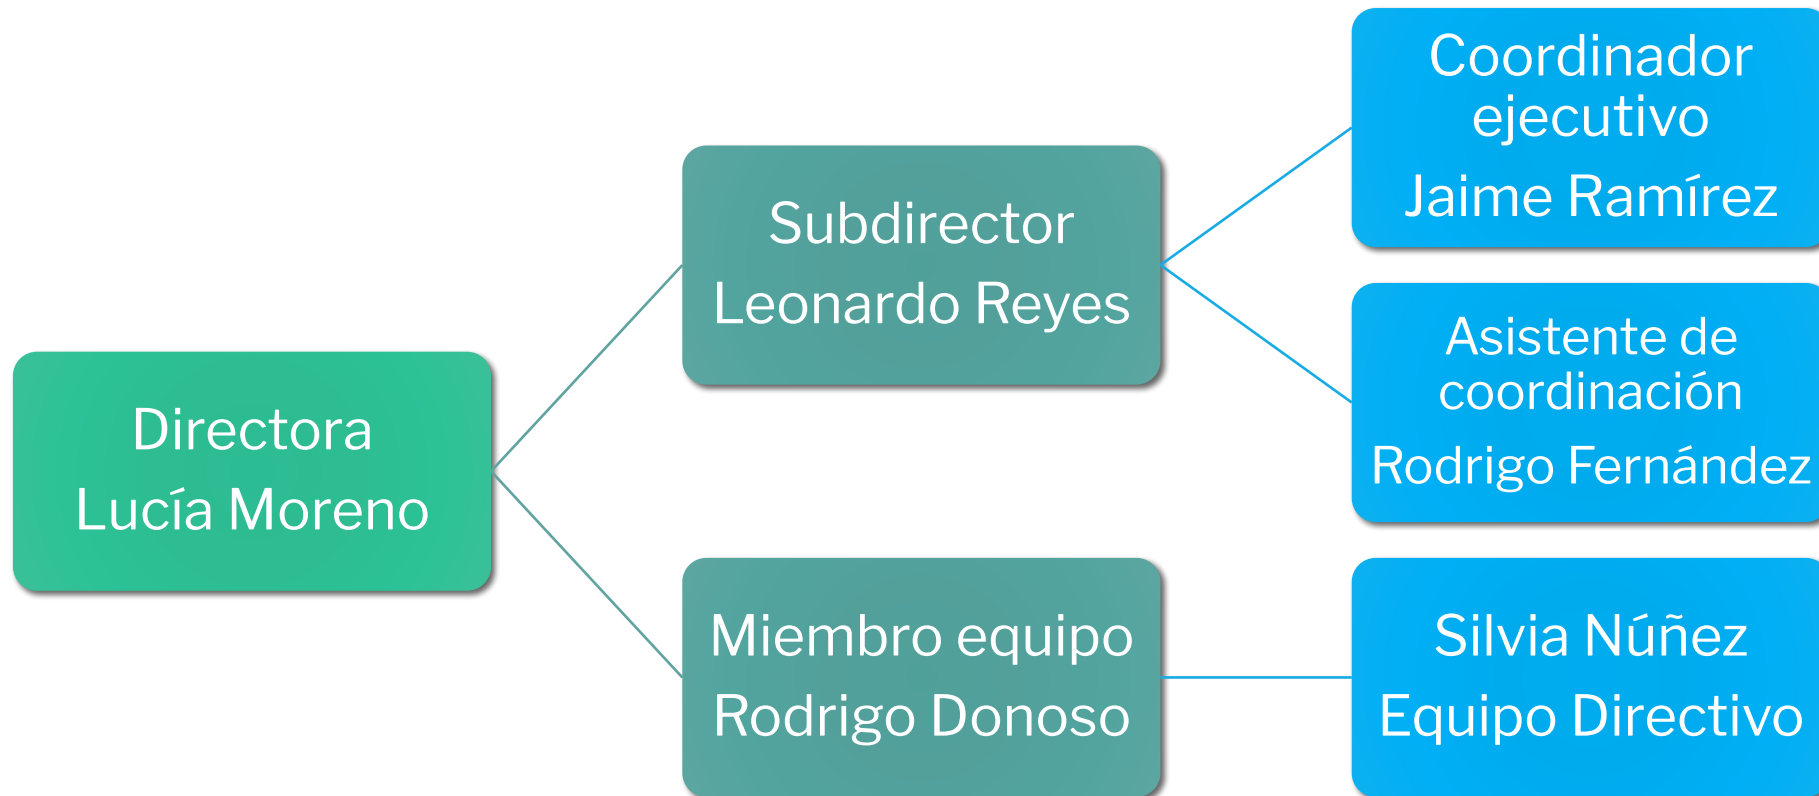 Directora
Lucía Moreno
Subdirector
Leonardo Reyes
Coordinador
ejecutivo
Jaime Ramírez
Asistente de
coordinación
Rodrigo Fernández
Miembro equipo
Rodrigo Donoso
Silvia Núñez
Equipo Directivo